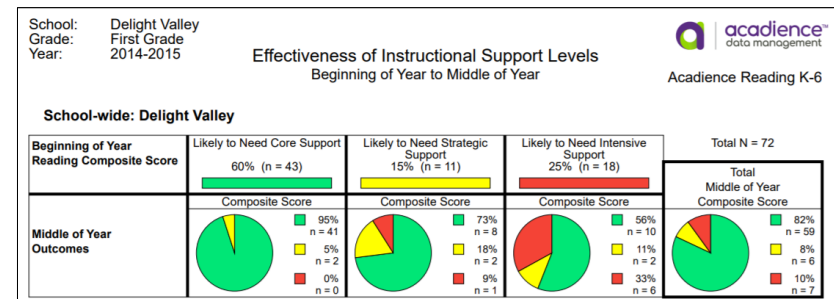 School: Delight Valley
Grade: First Grade
Year: 2014-2015
acadience™
data management
Effectiveness of Instructional Support Levels
Beginning of Year to Middle of Year
Acadience Reading K-6
School-wide: Delight Valley
Beginning of Year
Reading Composite Score
Likely to Need Core Support
60% (n = 43)
Likely to Need Strategic
Support
15% (n = 11)
Likely to Need Intensive
Support
25% (n = 18)
Total N = 72
Total
Middle of Year
Composite Score
Middle of Year
Outcomes
Composite Score
95%
n = 41
5%
n = 2
0%
n = 0
Composite Score
73%
n = 8
18%
n = 2
9%
n = 1
Composite Score
56%
n = 10
11%
n = 2
33%
n = 6
82%
n = 59
8%
n = 6
10%
n = 7